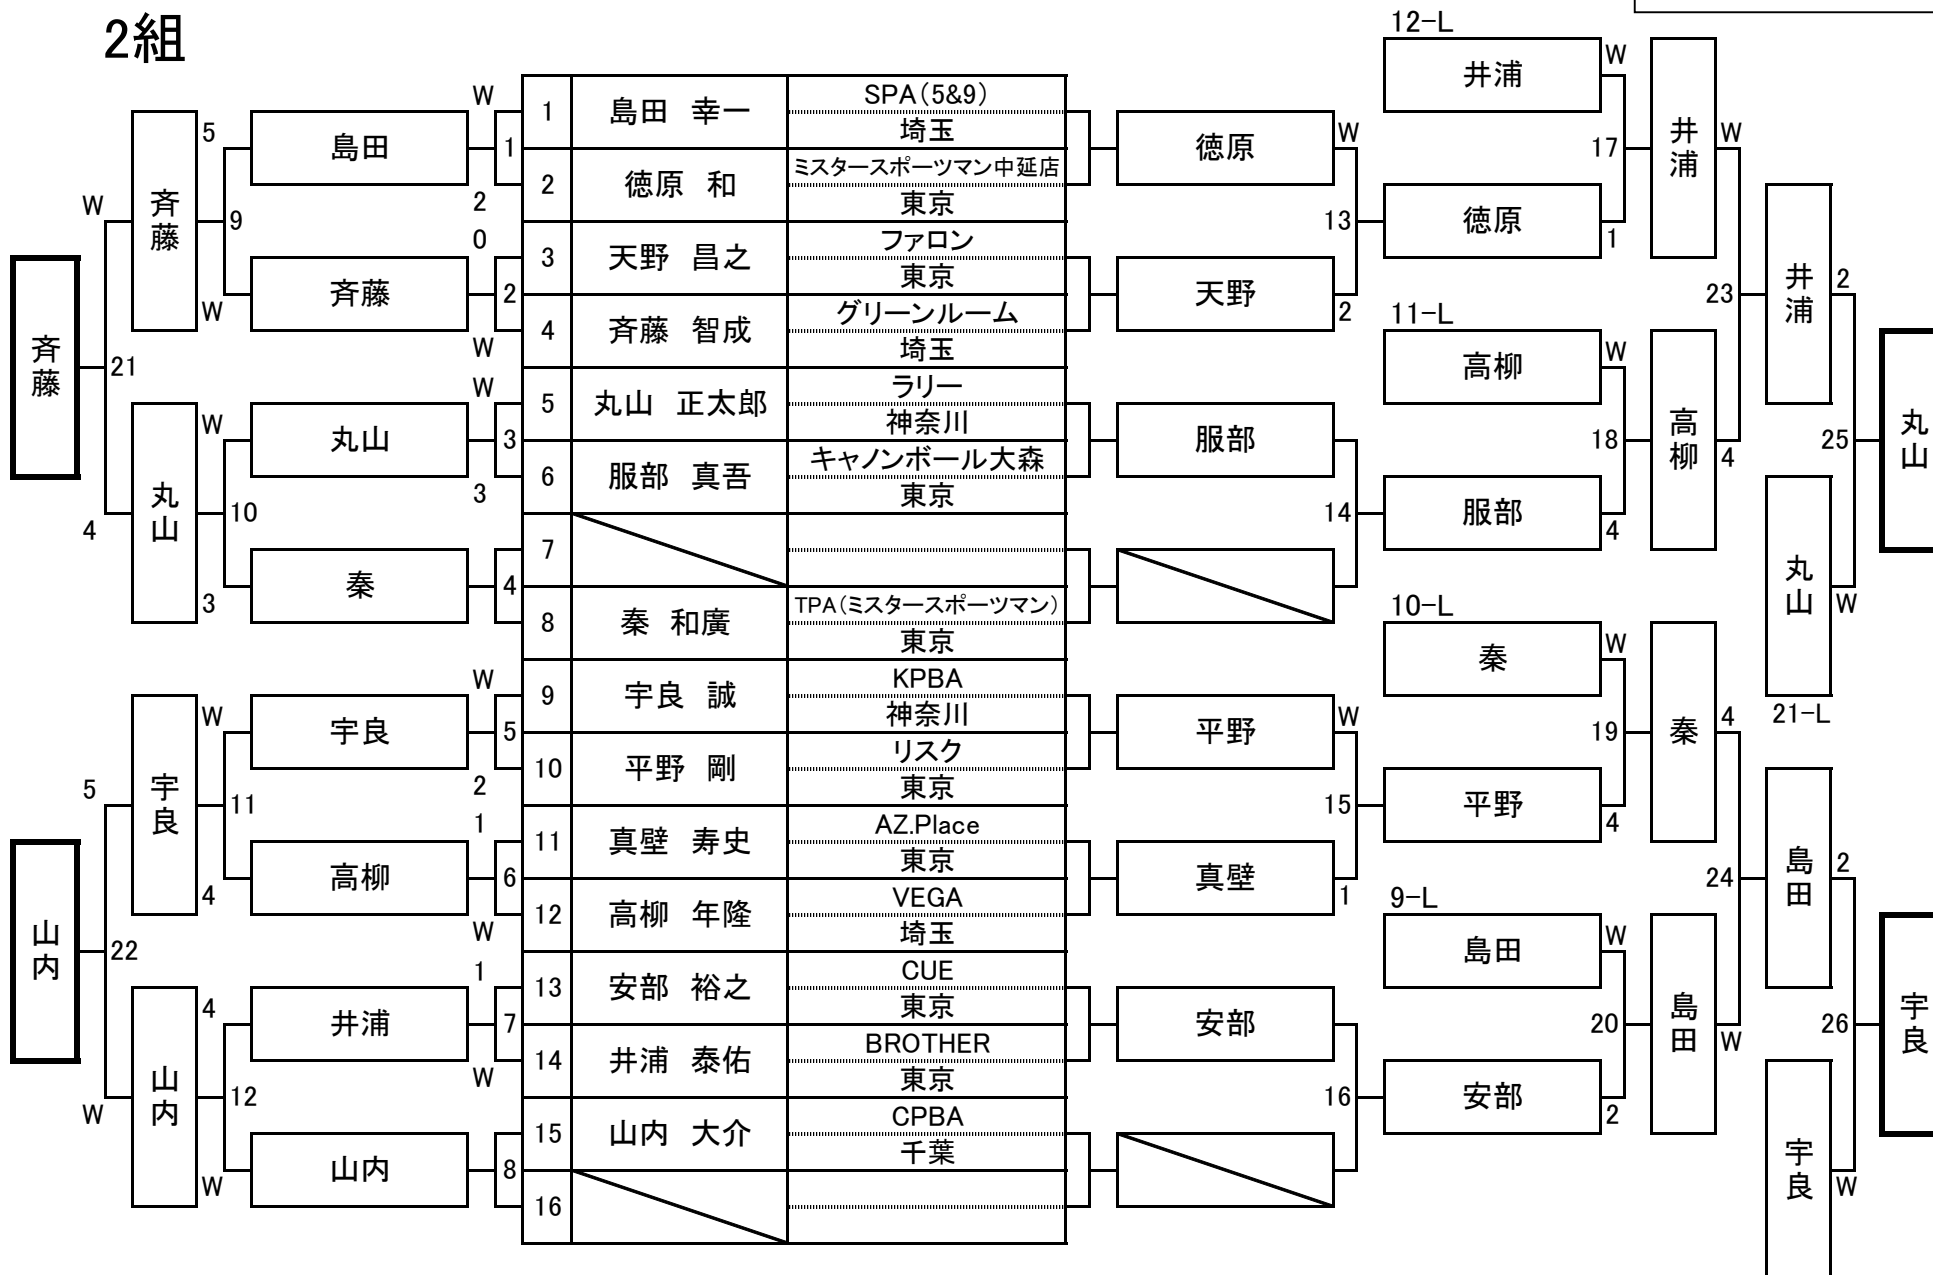 2組
12-L
井浦 W
井浦 W
17
徳原 1
11-L
高柳 W
高柳 4
18
服部 4
23
井浦 2
10-L
秦 W
秦 4
19
平野 4
9-L
島田 W
島田 W
20
安部 2
24
島田 2
25
丸山 W
21-L
丸山
26
宇良 W
宇良
1 島田 幸一 SPA(5&9)
埼玉
2 徳原 和 ミスタースポーツマン中延店
東京
3 天野 昌之 ファロン
東京
4 斉藤 智成 グリーンルーム
埼玉
5 丸山 正太郎 ラリー
神奈川
6 服部 真吾 キャノンボール大森
東京
7
8 秦 和廣 TPA(ミスタースポーツマン)
東京
9 宇良 誠 KPBA
神奈川
10 平野 剛 リスク
東京
11 真壁 寿史 AZ.Place
東京
12 高柳 年隆 VEGA
埼玉
13 安部 裕之 CUE
東京
14 井浦 泰佑 BROTHER
東京
15 山内 大介 CPBA
千葉
16
W
1
2
0
2
W
W
3
3
4
W
5
2
1
6
W
1
7
W
8
島田 5
9
斉藤 W
丸山 W
10
秦 3
宇良 W
11
高柳 4
井浦 4
12
山内 W
斉藤 W
21
丸山 4
宇良 5
22
山内 W
斉藤
山内
徳原 W
13
天野 2
服部
14
平野 W
15
真壁 1
安部
16